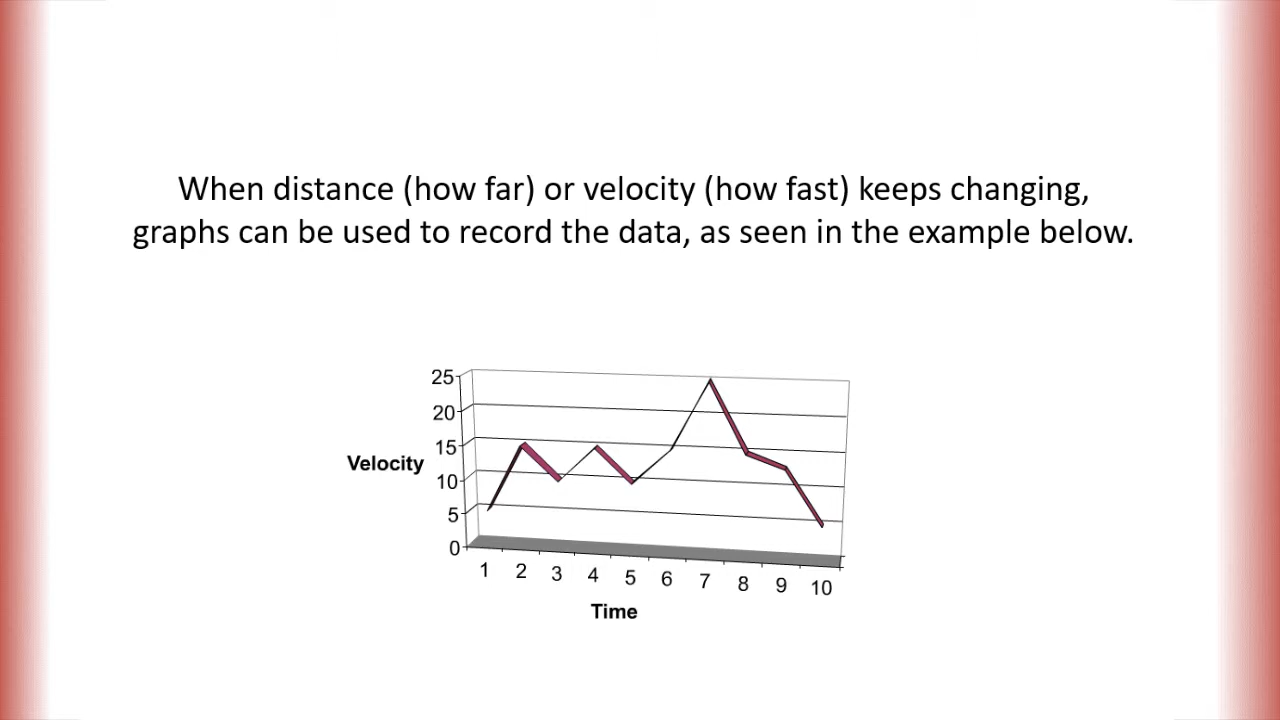 When distance (how far) or velocity (how fast) keeps changing,
graphs can be used to record the data, as seen in the example below.
25
20
15
Velocity
10
5
0
1 2 3 4 5 6 7 8 9 10
Time